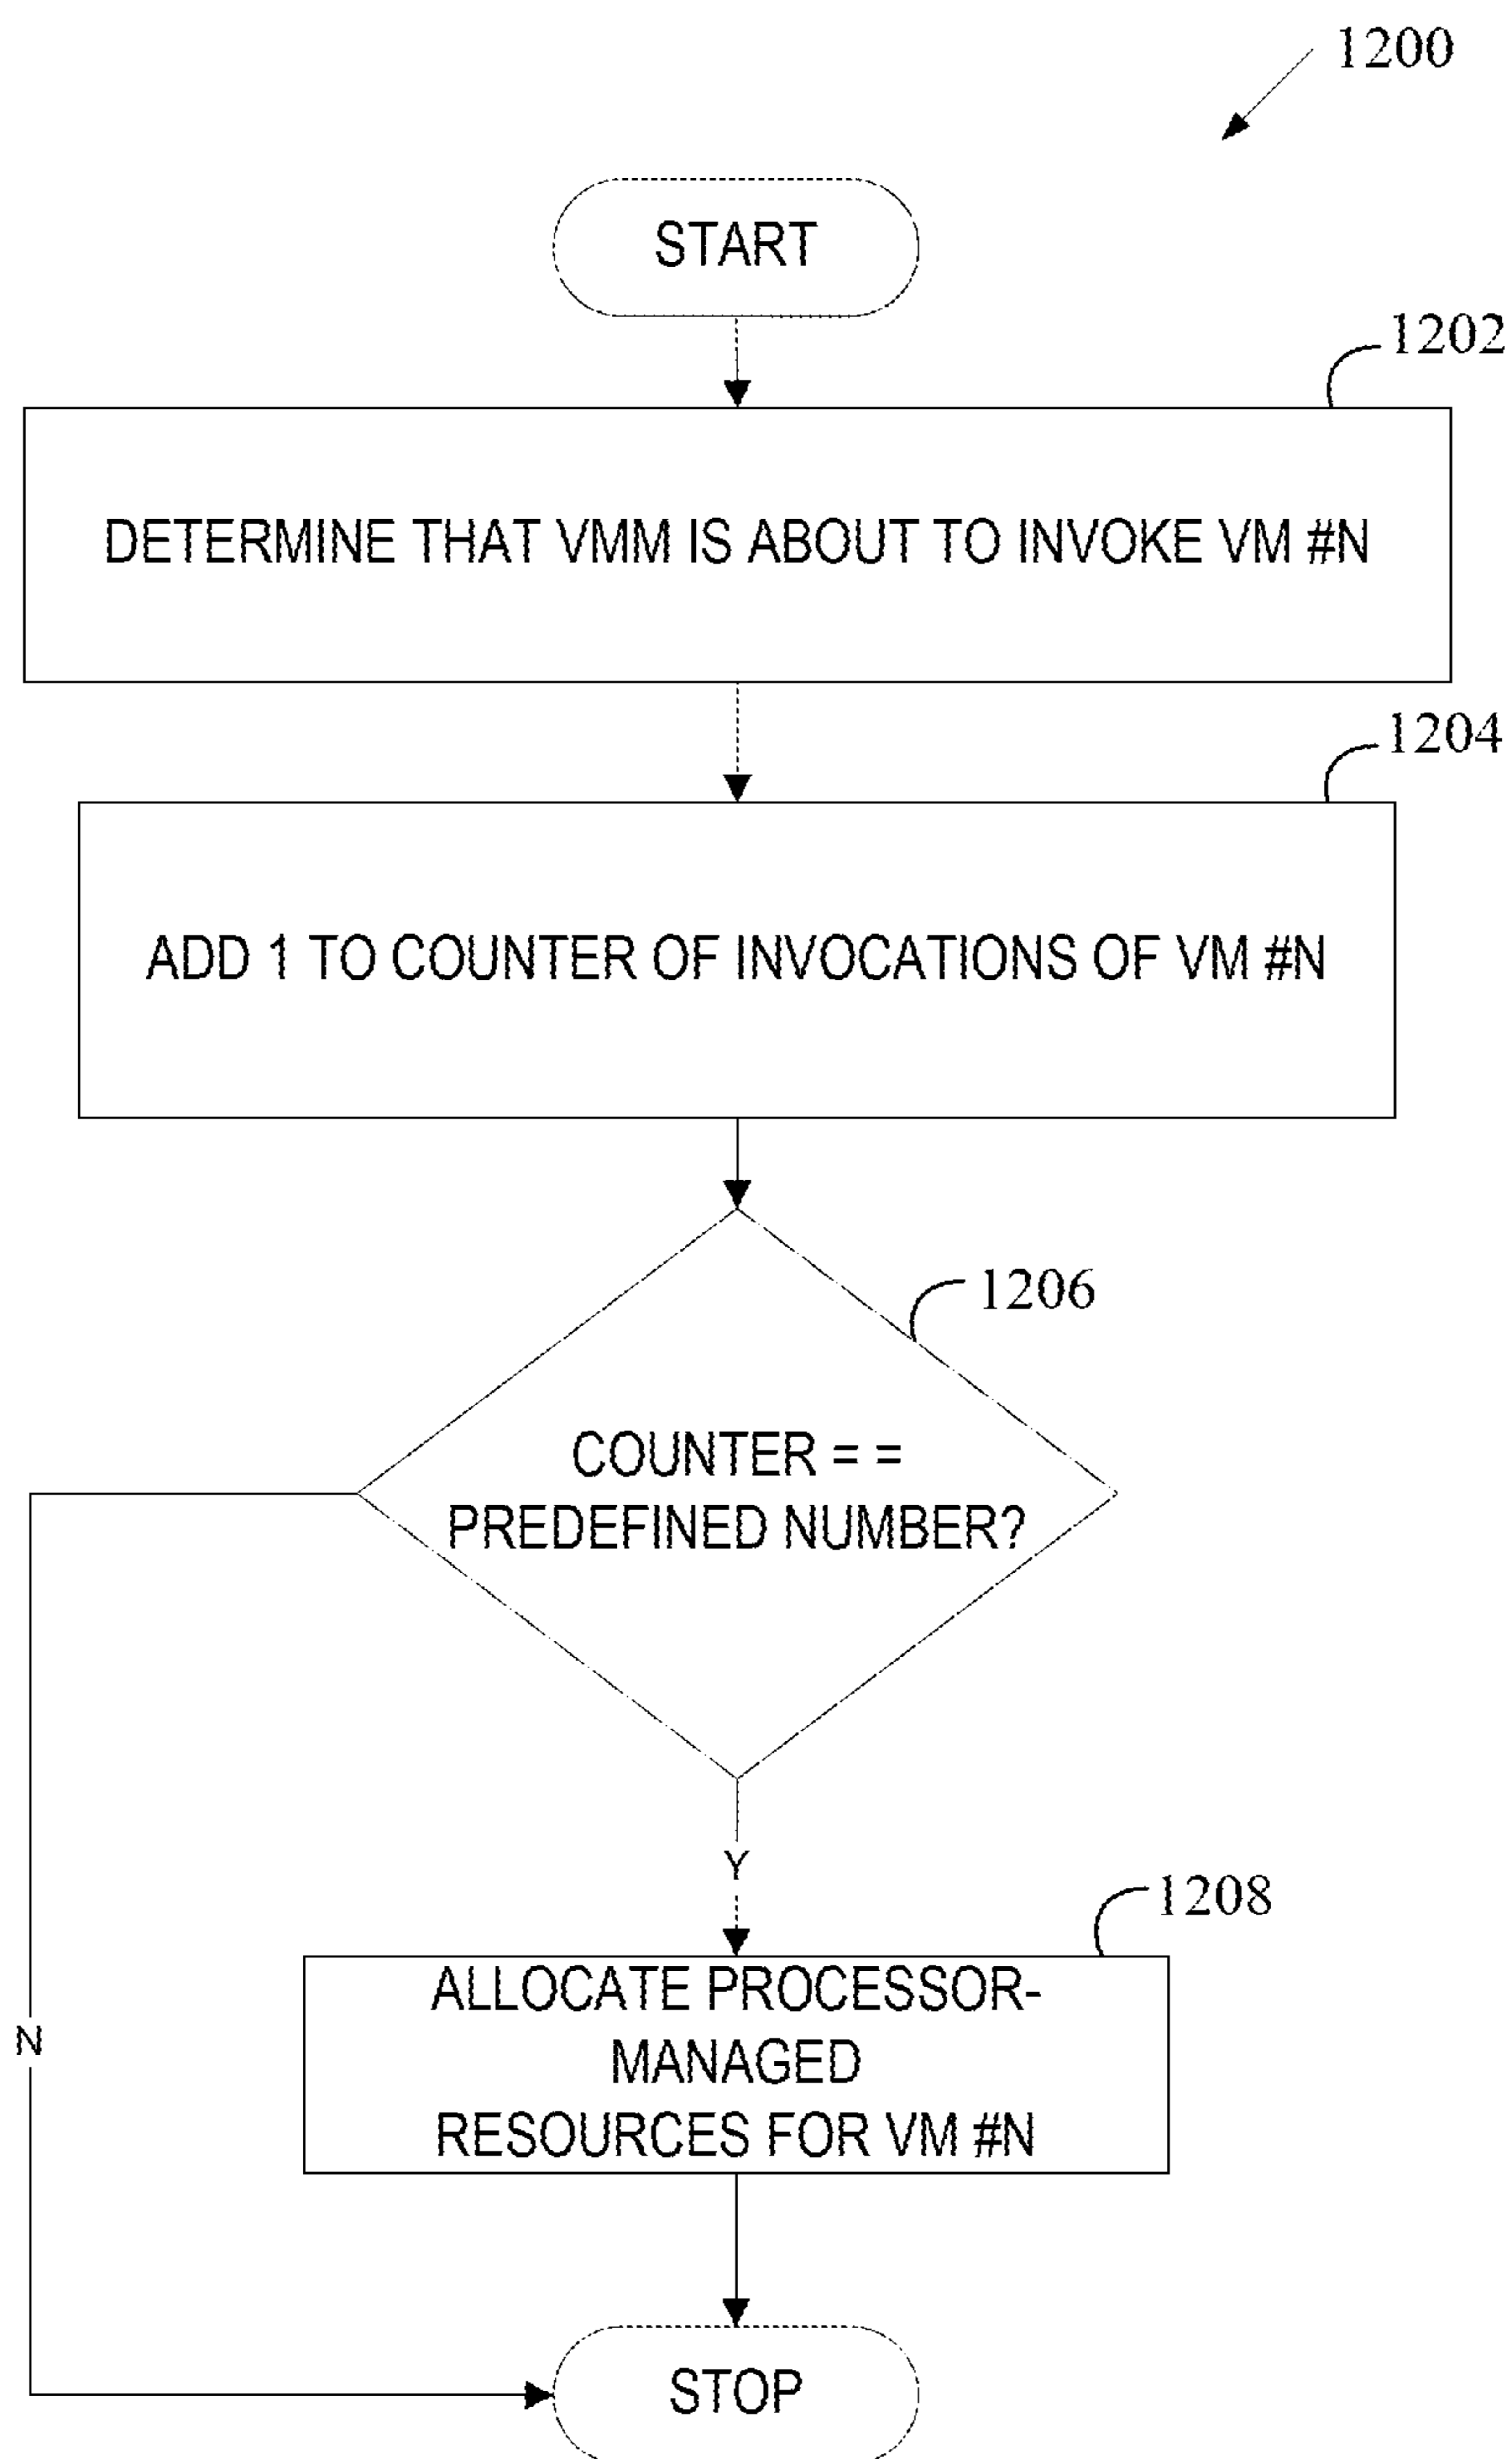 1200
START
1202
DETERMINE THAT VMM IS ABOUT TO INVOKE VM #N
1204
ADD 1 TO COUNTER OF INVOCATIONS OF VM #N
1206
COUNTER = =
PREDEFINED NUMBER?
Y
1208
ALLOCATE PROCESSOR-
MANAGED
RESOURCES FOR VM #N
N
STOP